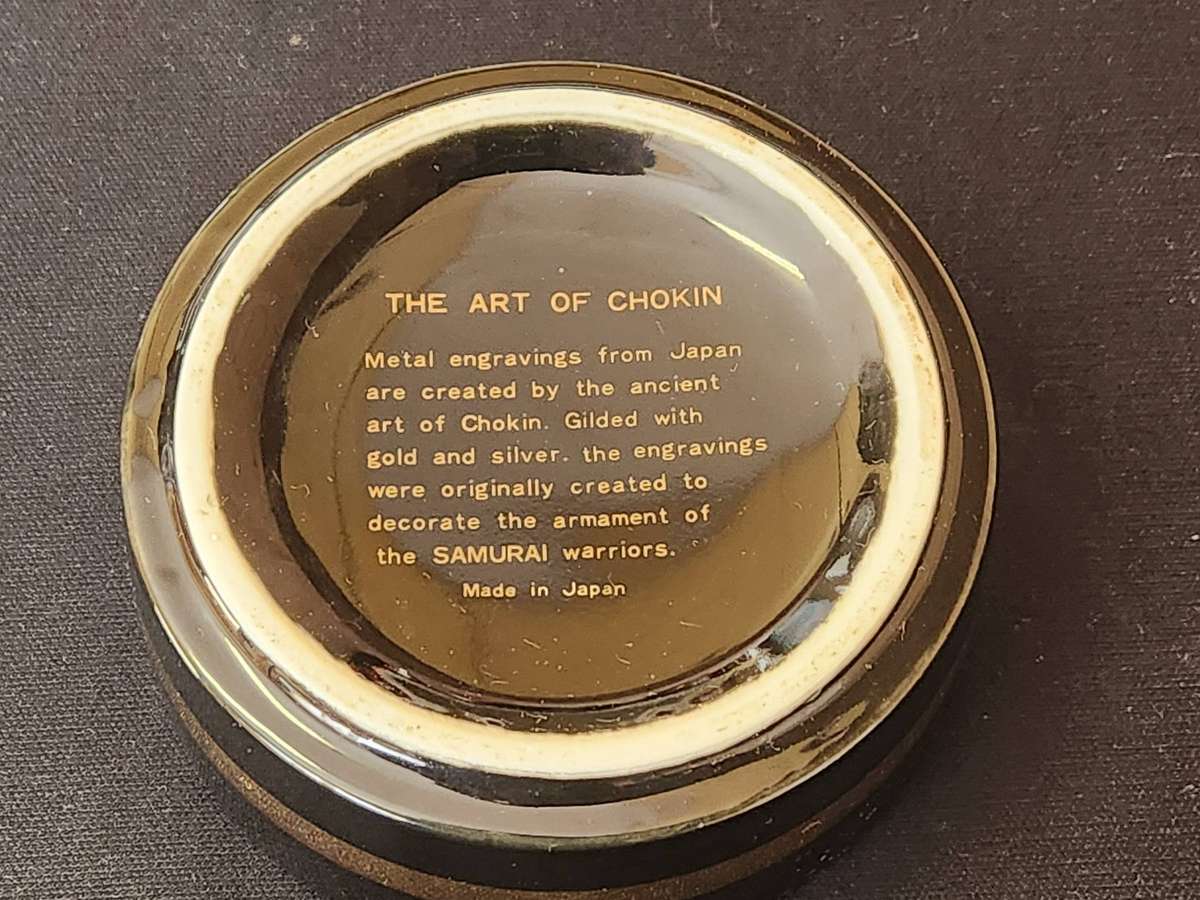 THE ART OF CHOKIN
Metal engravings from Japan
are created by the ancient
art of Chokin. Gilded with
gold and silver. the engravings
were originally created to
decorate the armament of
the SAMURAI warriors.
Made in Japan